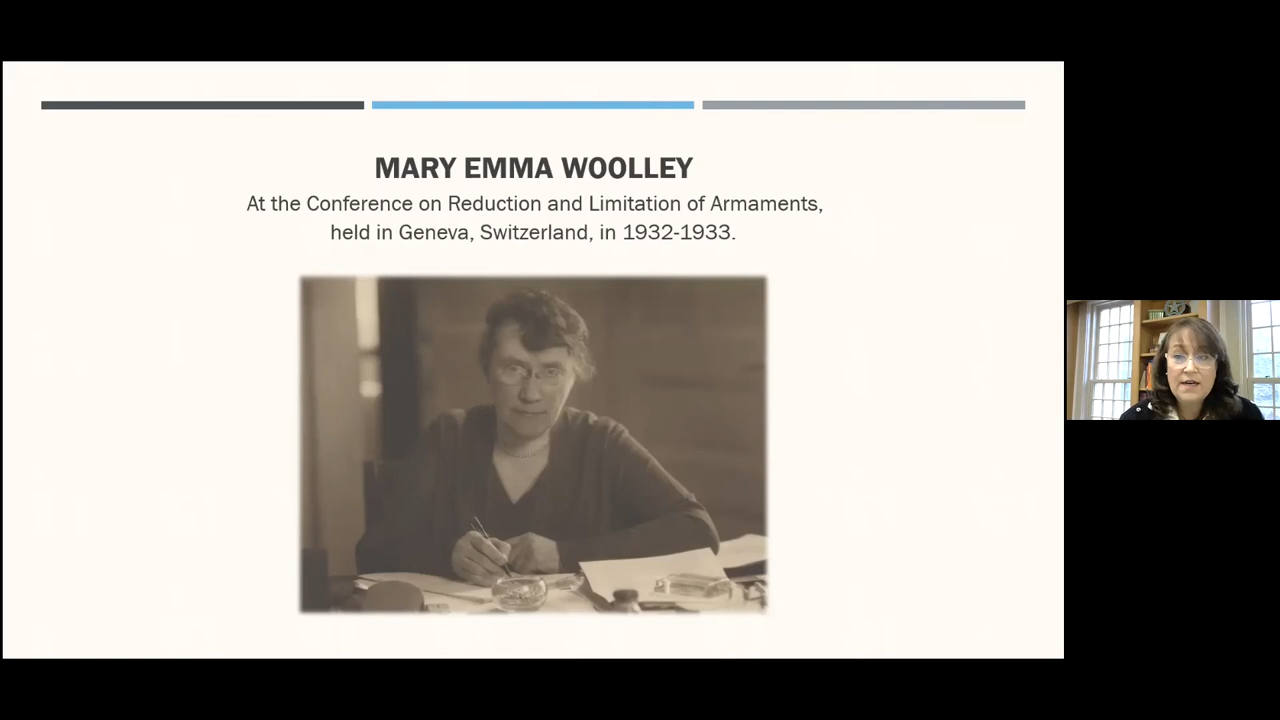 MARY EMMA WOOLLEY
At the Conference on Reduction and Limitation of Armaments,
held in Geneva, Switzerland, in 1932-1933.